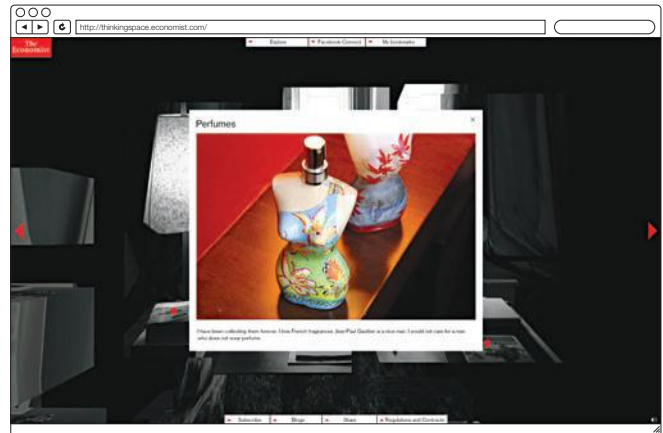 http://thinkingspace.economist.com/
The
Economist
Explore
Facebook Connect
My bookmarks
Perfumes
I have been collecting them forever. I love French fragrances. Jean-Paul Gaultier is a nice man. I would not care for a man
who does not wear perfume.
Subscribe
Blogs
Share
Regulations and Contracts